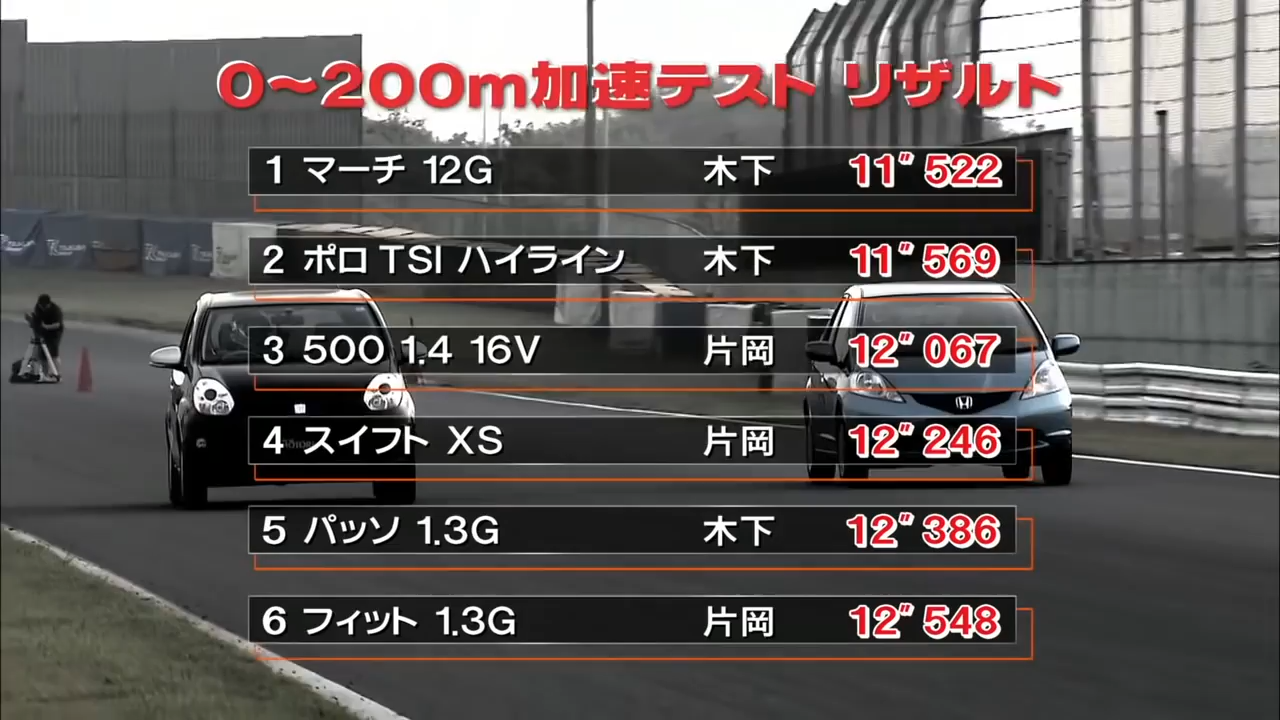 0～200m加速テスト リザルト
1 マーチ 12G 木下 11″522
2 ポロ TSI ハイライン 木下 11″569
3 500 1.4 16V 片岡 12″067
4 スイフト XS 片岡 12″246
5 パッソ 1.3G 木下 12″386
6 フィット 1.3G 片岡 12″548